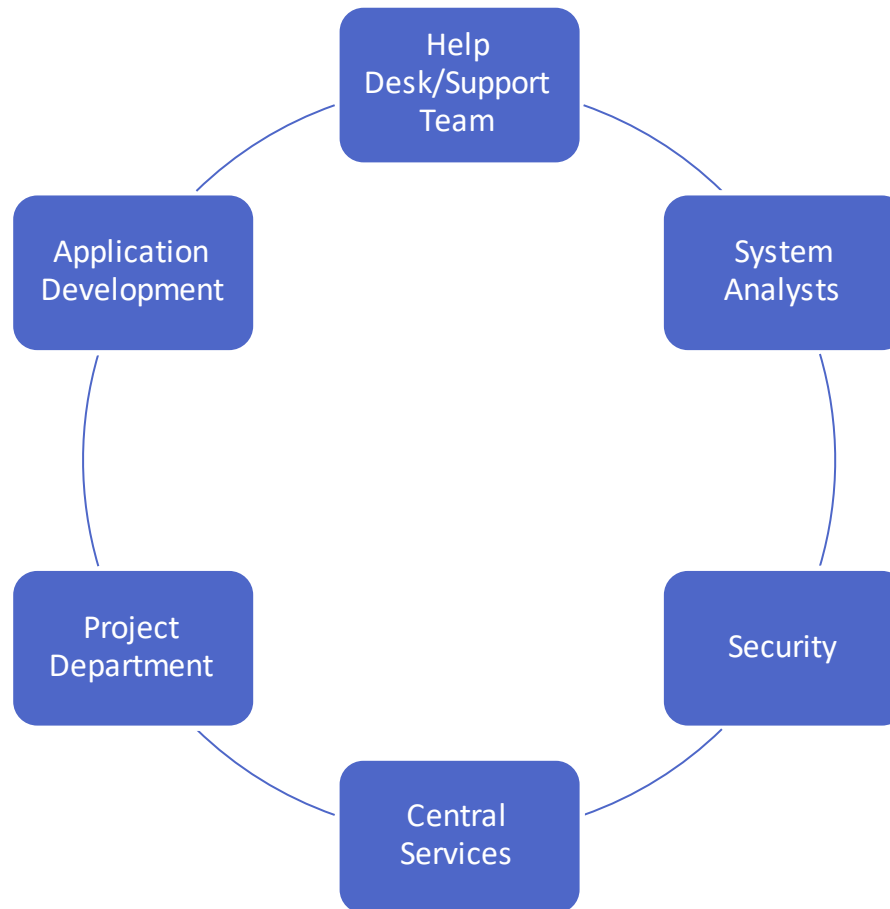 Help
Desk/Support
Team
System
Analysts
Security
Central
Services
Project
Department
Application
Development